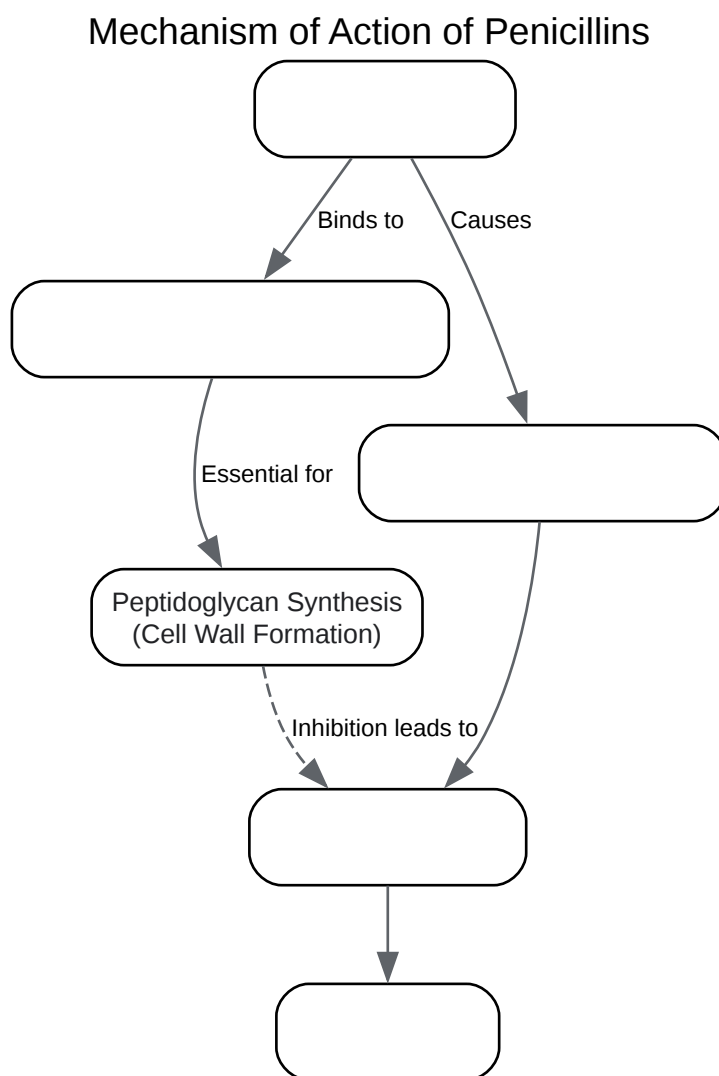 Mechanism of Action of Penicillins
Binds to
Causes
Essential for
Peptidoglycan Synthesis
(Cell Wall Formation)
Inhibition leads to